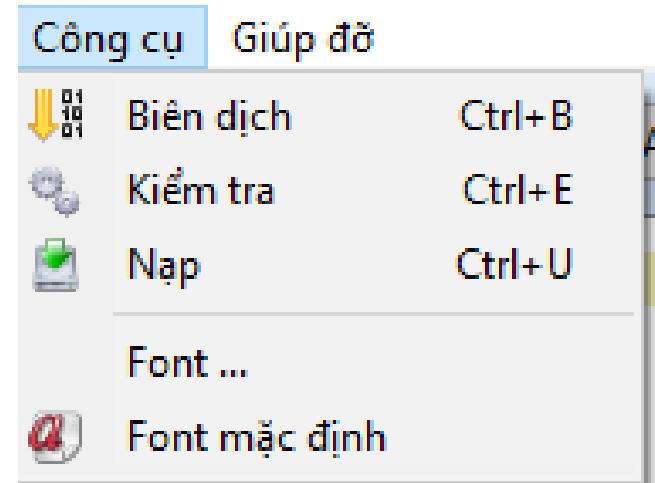 Công cụ Giúp đỡ
Biên dịch Ctrl+B
Kiểm tra Ctrl+E
Nạp Ctrl+U
Font ...
Font mặc định